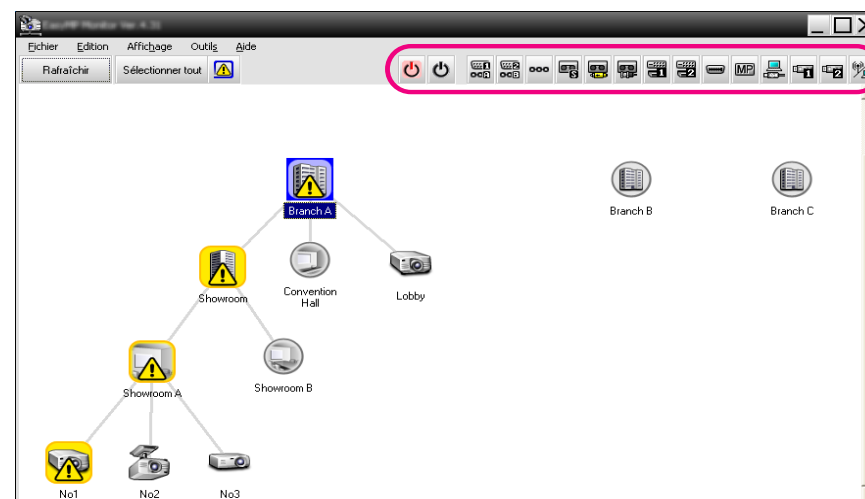 EasyMP Monitor Ver. 4.31
Fichier Edition Affichage Outils Aide
Rafraîchir Sélectionner tout
MP
Branch A
Branch B
Branch C
Showroom
Convention
Hall
Lobby
Showroom A
Showroom B
No1
No2
No3